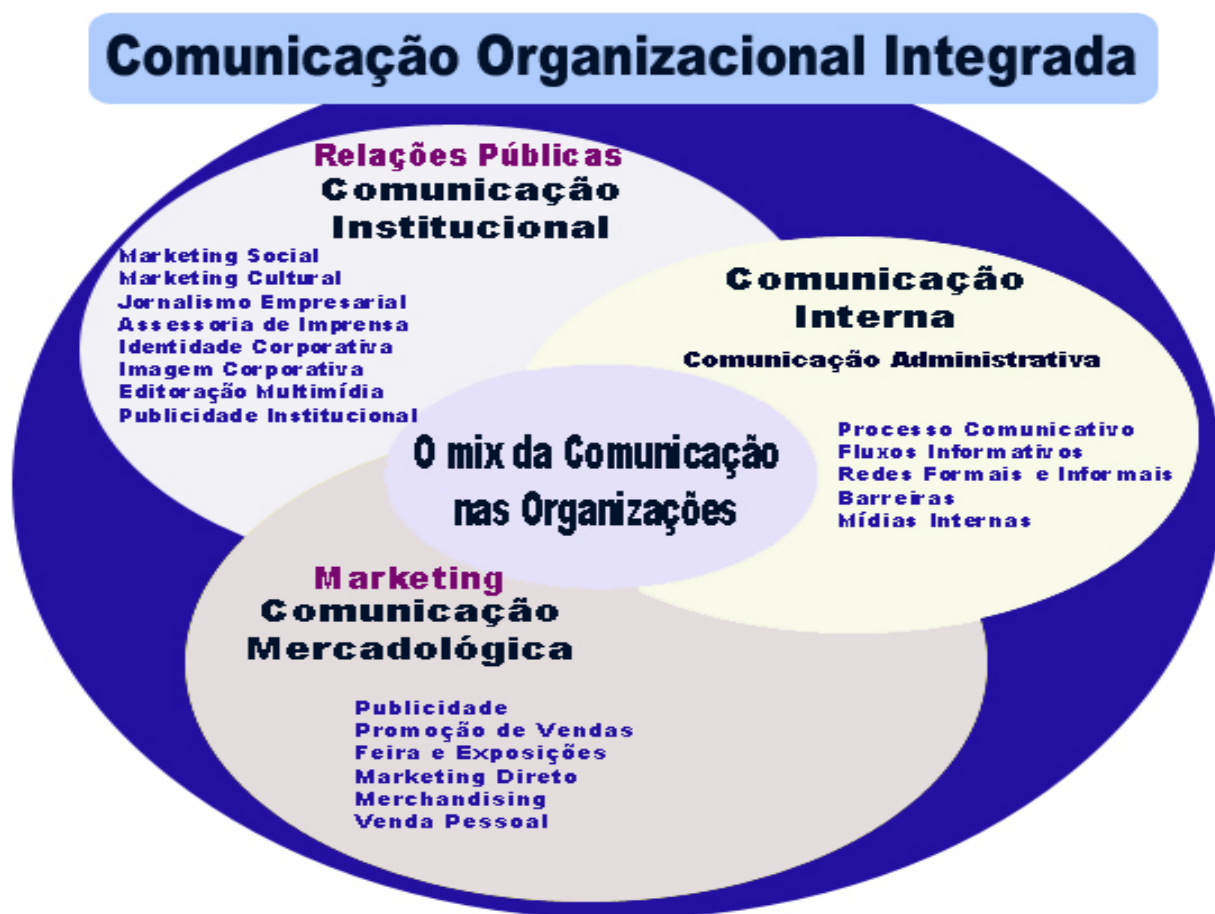 Comunicação Organizacional Integrada
Relações Públicas
Comunicação
Institucional
Marketing Social
Marketing Cultural
Jornalismo Empresarial
Assessoria de Imprensa
Identidade Corporativa
Imagem Corporativa
Editoração Multimídia
Publicidade Institucional
Comunicação
Interna
Comunicação Administrativa
Processo Comunicativo
Fluxos Informativos
Redes Formais e Informais
Barreiras
Mídias Internas
O mix da Comunicação
nas Organizações
Marketing
Comunicação
Mercadológica
Publicidade
Promoção de Vendas
Feira e Exposições
Marketing Direto
Merchandising
Venda Pessoal